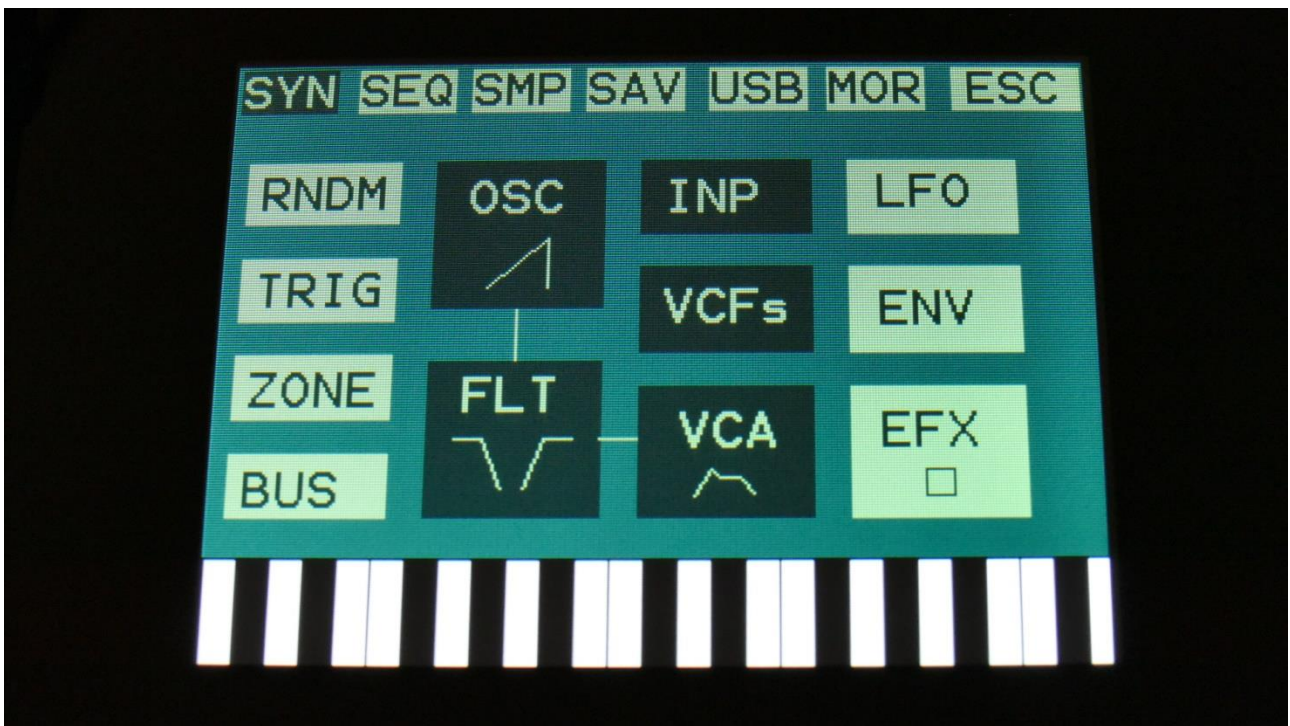 SYN SEQ SMP SAV USB MOR ESC
RNDM OSC INP LFO
TRIG VCFs ENV
ZONE FLT VCA EFX
BUS